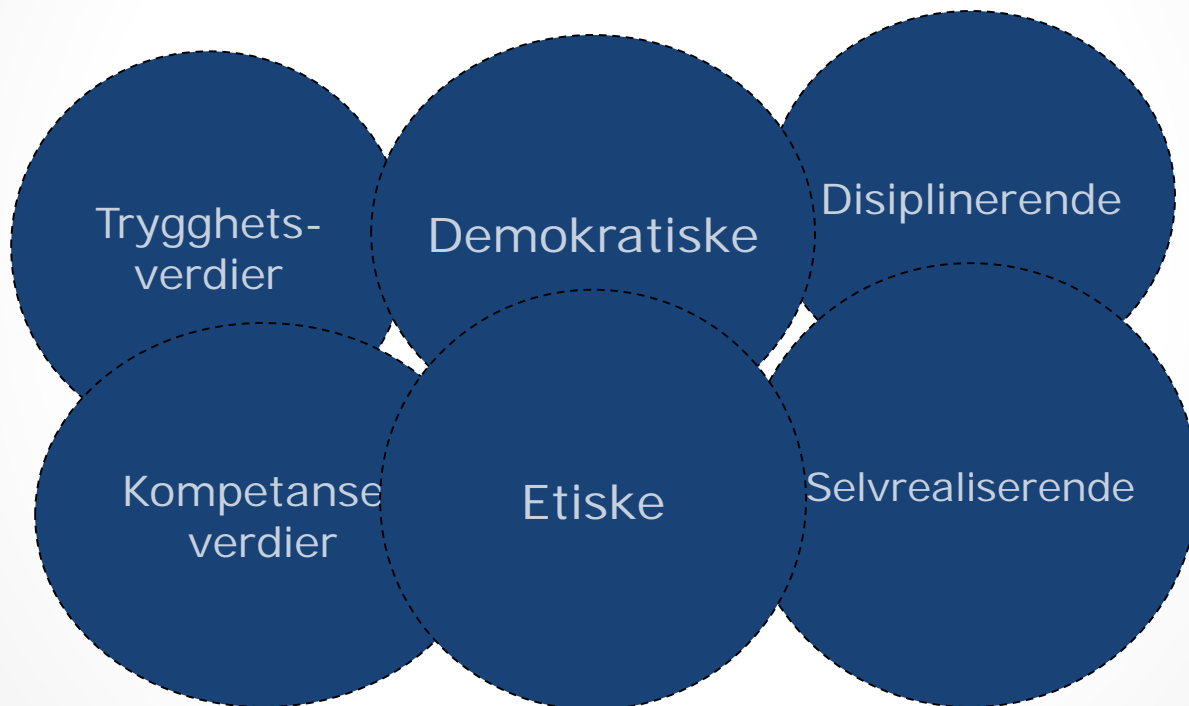 Trygghets-
verdier
Demokratiske
Disiplinerende
Kompetanse
verdier
Etiske
Selvrealiserende